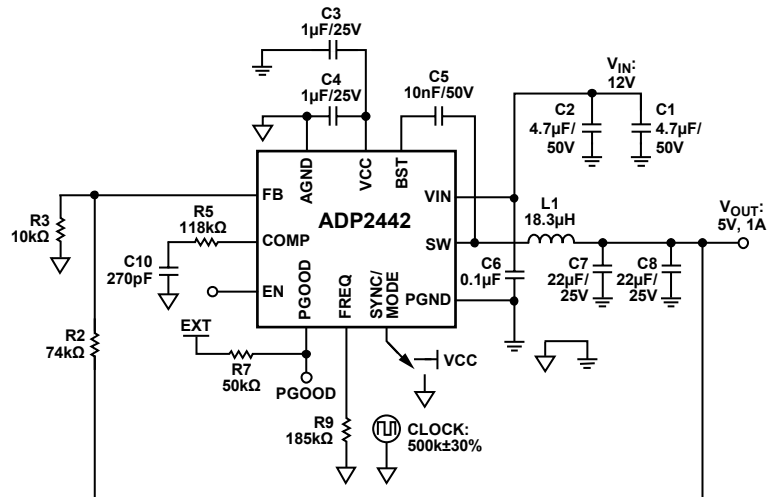 C3
1µF/25V
C4
1µF/25V
C5
10nF/50V
V_IN:
12V
C2
4.7µF/
50V
C1
4.7µF/
50V
AGND
VCC
BST
FB
VIN
ADP2442
R3
10kΩ
R5
118kΩ
COMP
SW
L1
18.3µH
V_OUT:
5V, 1A
C10
270pF
C6
0.1µF
C7
22µF/
25V
C8
22µF/
25V
EN
PGOOD
FREQ
SYNC/
MODE
PGND
EXT
R2
74kΩ
R7
50kΩ
PGOOD
VCC
R9
185kΩ
CLOCK:
500k±30%